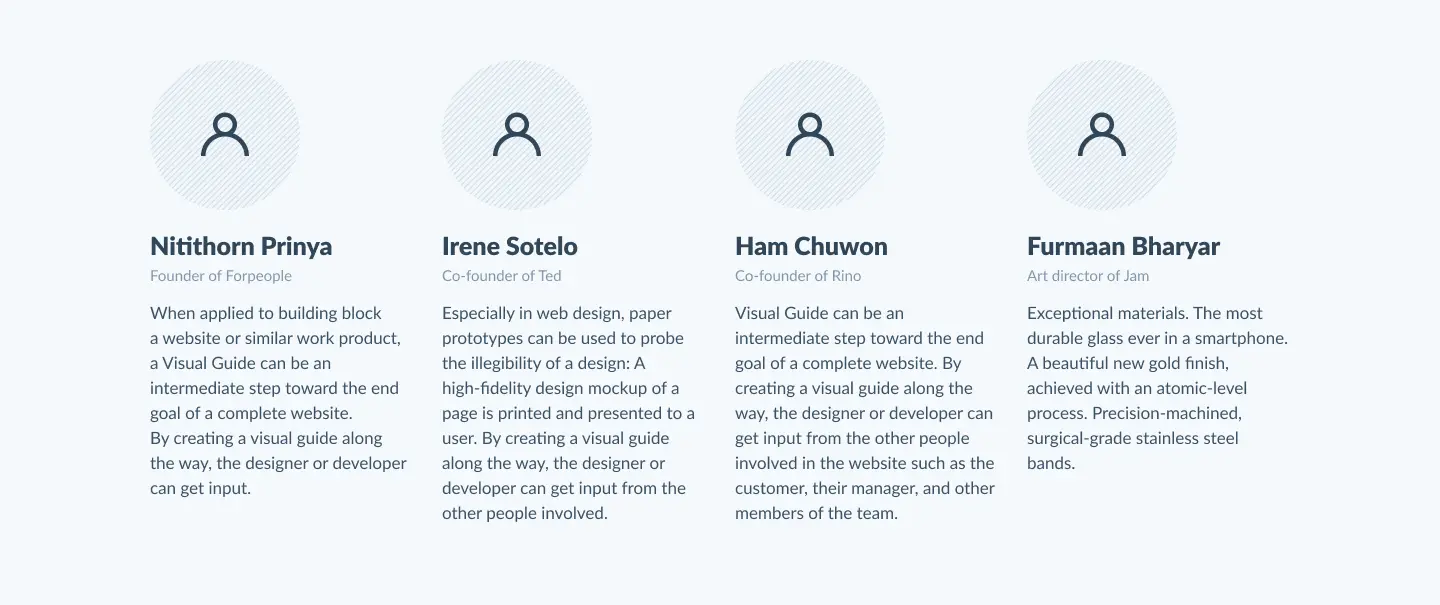 Nitithorn Prinya
Founder of Forpeople
When applied to building block
a website or similar work product,
a Visual Guide can be an
intermediate step toward the end
goal of a complete website.
By creating a visual guide along
the way, the designer or developer
can get input.
Irene Sotelo
Co-founder of Ted
Especially in web design, paper
prototypes can be used to probe
the illegibility of a design: A
high-fidelity design mockup of a
page is printed and presented to a
user. By creating a visual guide
along the way, the designer or
developer can get input from the
other people involved.
Ham Chuwon
Co-founder of Rino
Visual Guide can be an
intermediate step toward the end
goal of a complete website. By
creating a visual guide along the
way, the designer or developer can
get input from the other people
involved in the website such as the
customer, their manager, and other
members of the team.
Furmaan Bharyar
Art director of Jam
Exceptional materials. The most
durable glass ever in a smartphone.
A beautiful new gold finish,
achieved with an atomic-level
process. Precision-machined,
surgical-grade stainless steel
bands.